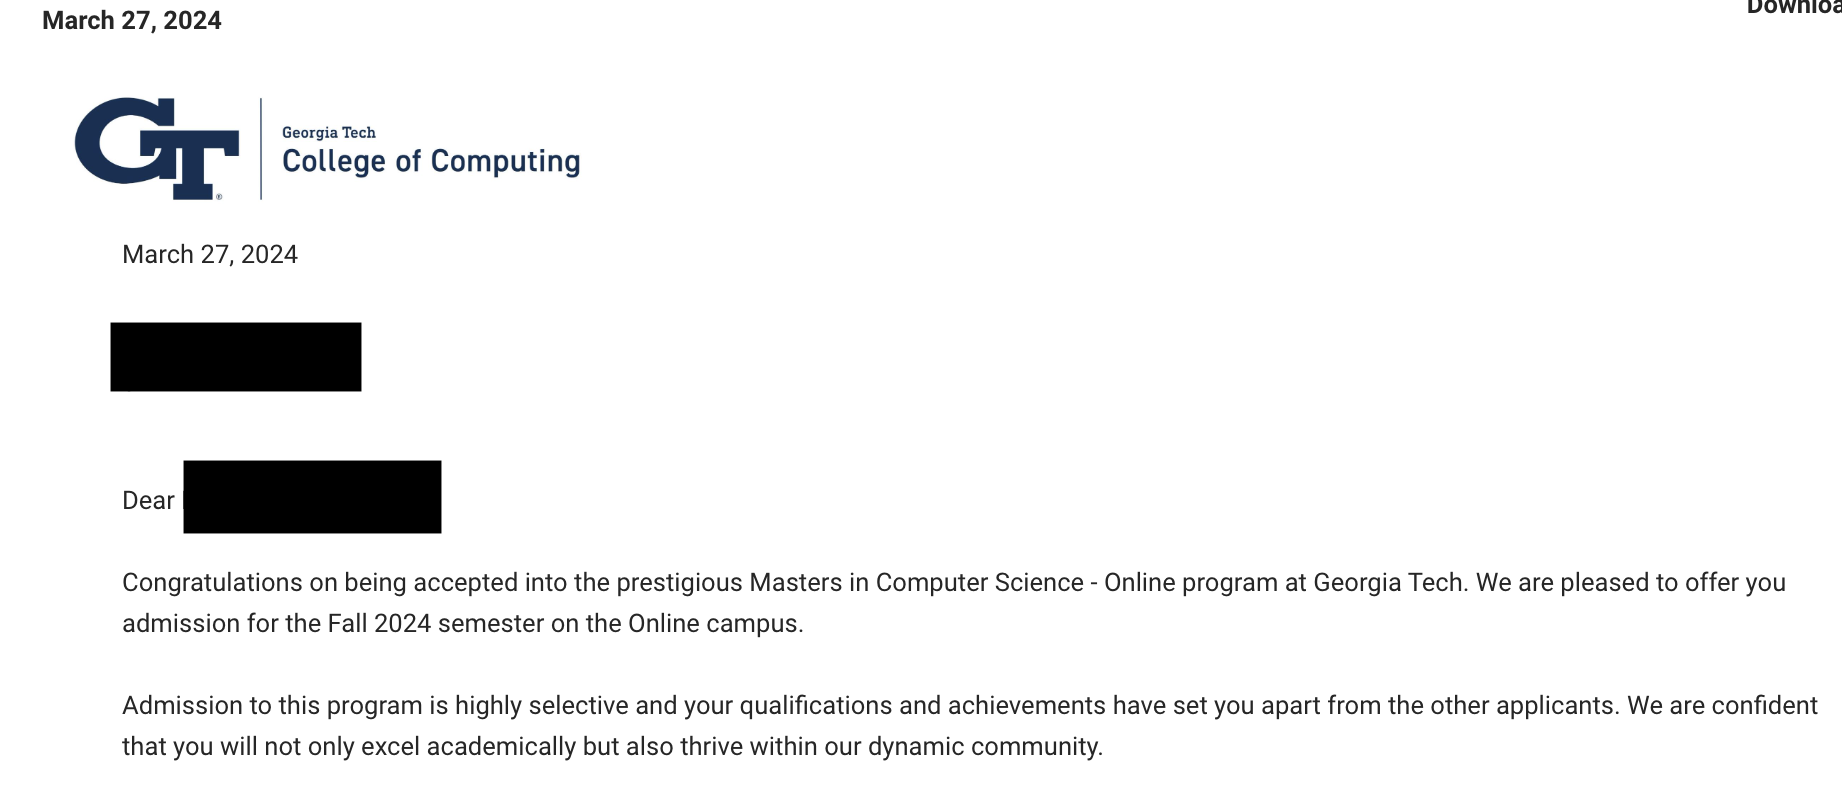 March 27, 2024
GT
Georgia Tech
College of Computing
March 27, 2024
Dear
Congratulations on being accepted into the prestigious Masters in Computer Science - Online program at Georgia Tech. We are pleased to offer you
admission for the Fall 2024 semester on the Online campus.
Admission to this program is highly selective and your qualifications and achievements have set you apart from the other applicants. We are confident
that you will not only excel academically but also thrive within our dynamic community.